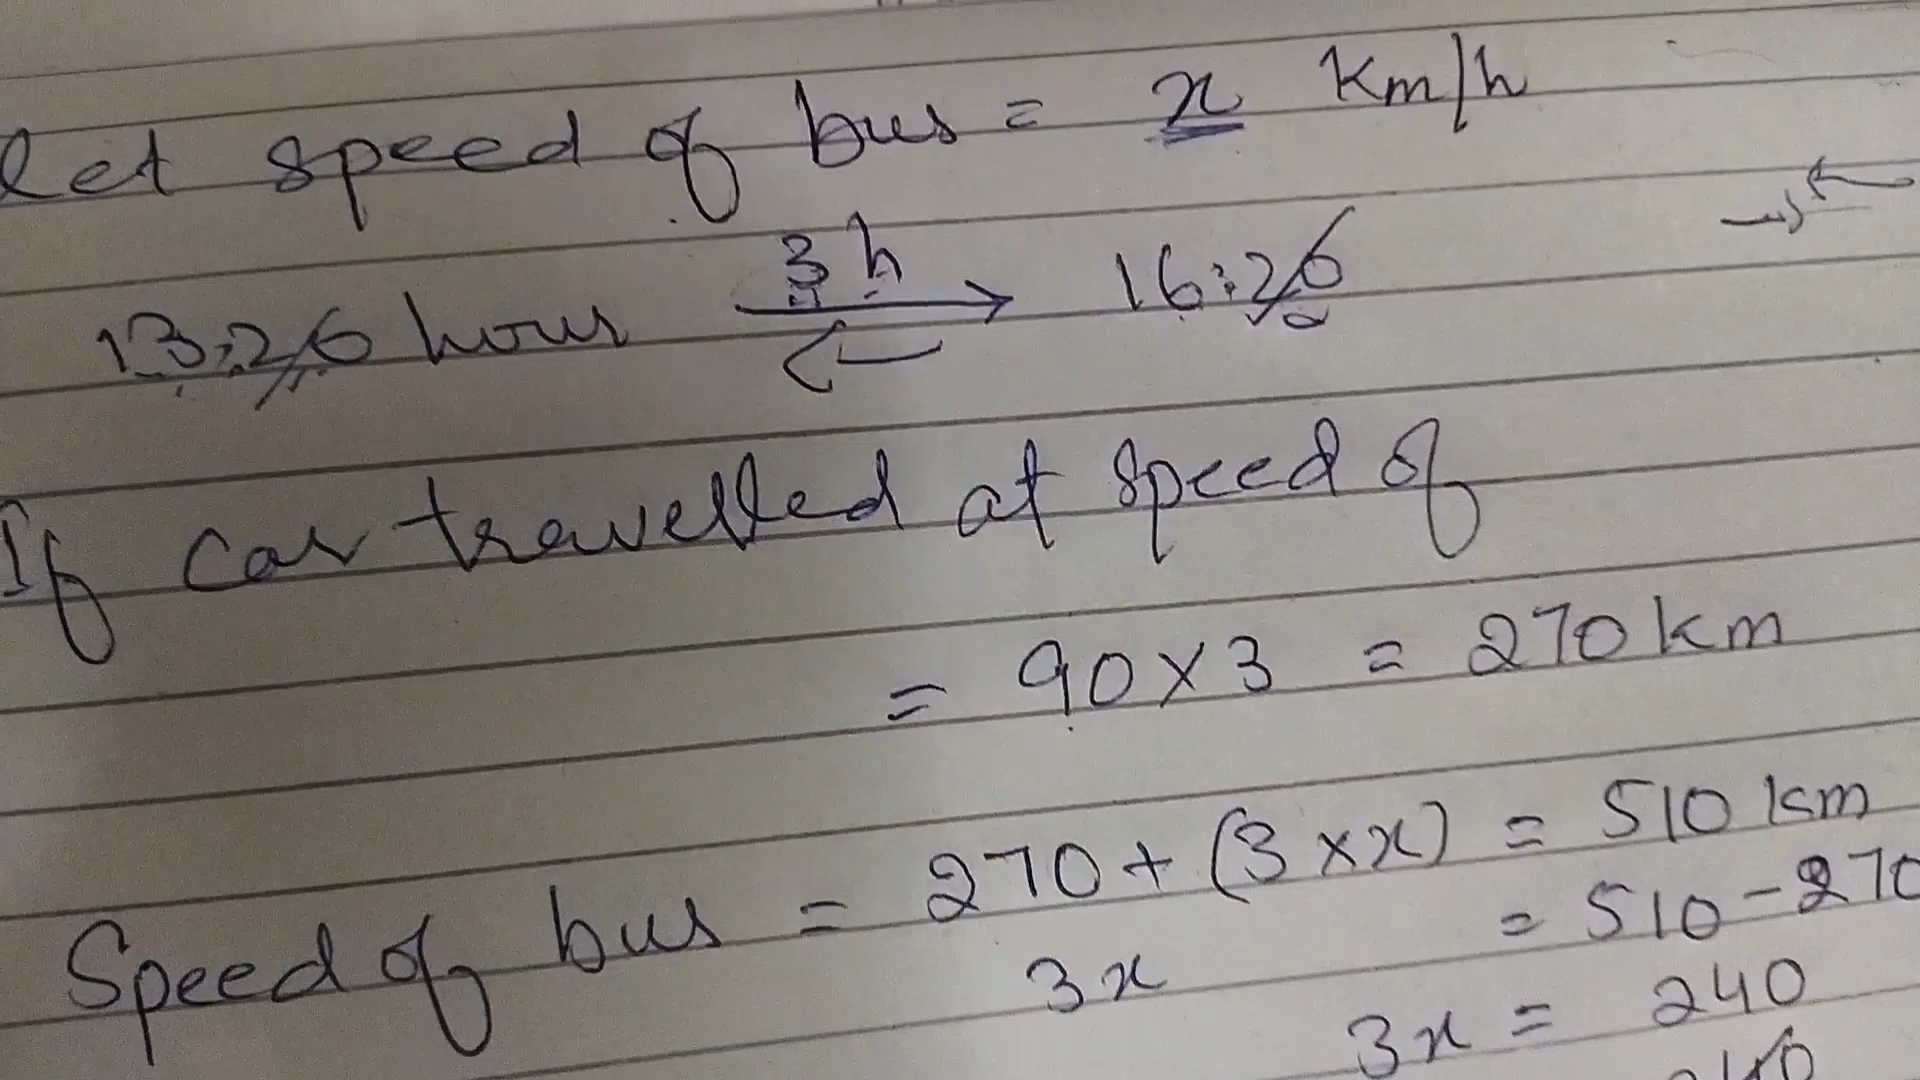 Let speed of bus = x Km/h
3 h
13:26 hour → 16:26
If car travelled at speed of
= 90 x 3 = 270 km
Speed of bus = 270 + (3 x x) = 510 km
3x = 510 - 270
3x = 240